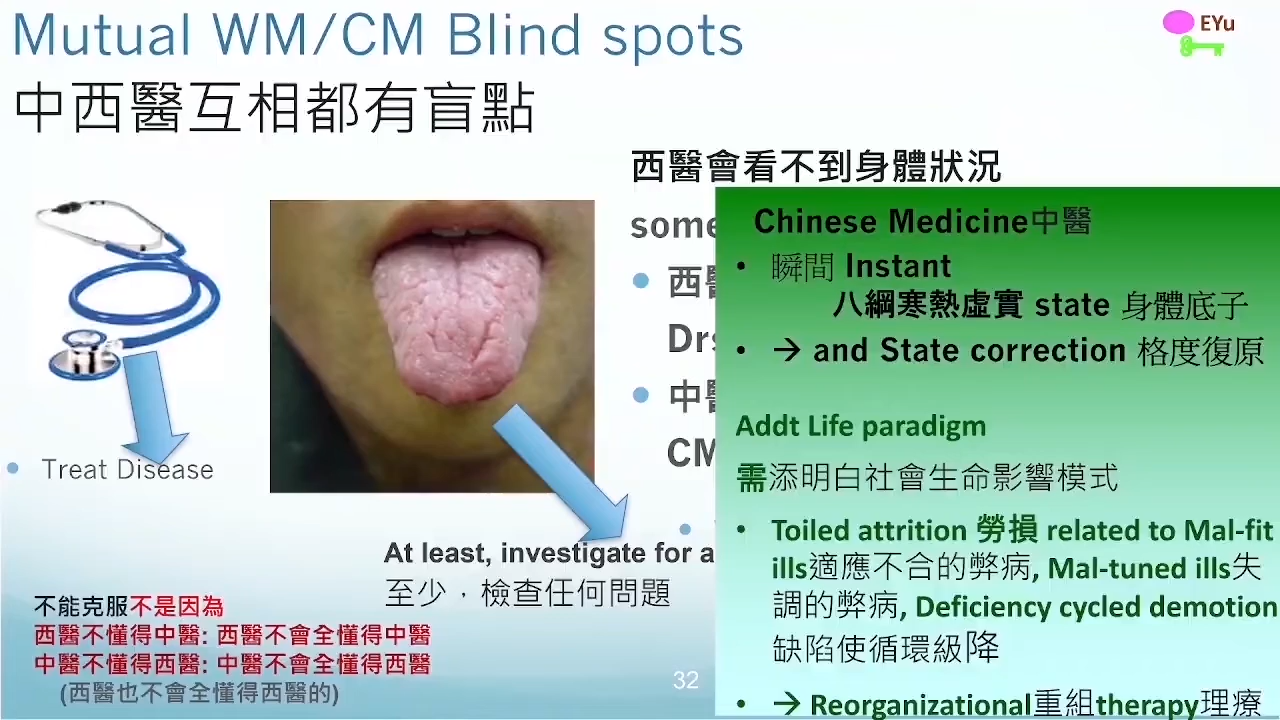 Mutual WM/CM Blind spots
EYu
中西醫互相都有盲點
西醫會看不到身體狀況
some
西醫
Drs
中醫
CM
Treat Disease
At least, investigate for a
至少，檢查任何問題
不能克服不是因為
西醫不懂得中醫: 西醫不會全懂得中醫
中醫不懂得西醫: 中醫不會全懂得西醫
(西醫也不會全懂得西醫的)
32
Chinese Medicine中醫
• 瞬間 Instant
八綱寒熱虛實 state 身體底子
• → and State correction 格度復原
Addt Life paradigm
需添明白社會生命影響模式
• Toiled attrition 勞損 related to Mal-fit
ills適應不合的弊病, Mal-tuned ills失
調的弊病, Deficiency cycled demotion
缺陷使循環級降
• → Reorganizational重組therapy理療